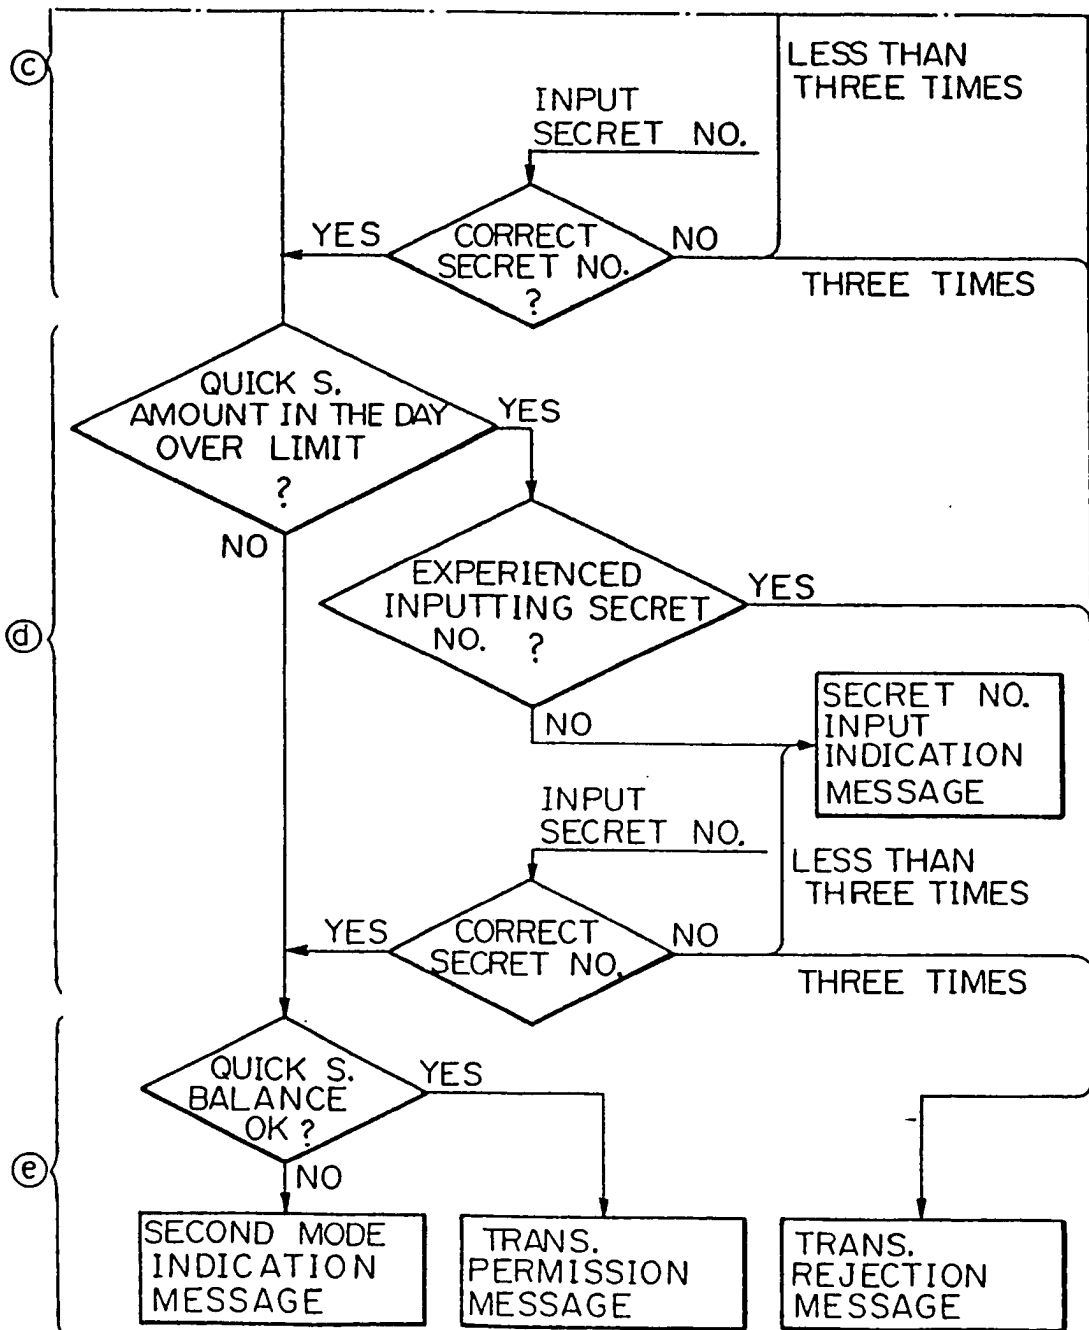 ⓒ
LESS THAN
THREE TIMES
INPUT
SECRET NO.
YES
CORRECT
SECRET NO.
?
NO
THREE TIMES
QUICK S.
AMOUNT IN THE DAY
OVER LIMIT
?
YES
NO
EXPERIENCED
INPUTTING SECRET
NO. ?
YES
ⓓ
NO
SECRET NO.
INPUT
INDICATION
MESSAGE
INPUT
SECRET NO.
LESS THAN
THREE TIMES
YES
CORRECT
SECRET NO.
NO
THREE TIMES
QUICK S.
BALANCE
OK ?
YES
ⓔ
NO
SECOND MODE
INDICATION
MESSAGE
TRANS.
PERMISSION
MESSAGE
TRANS.
REJECTION
MESSAGE